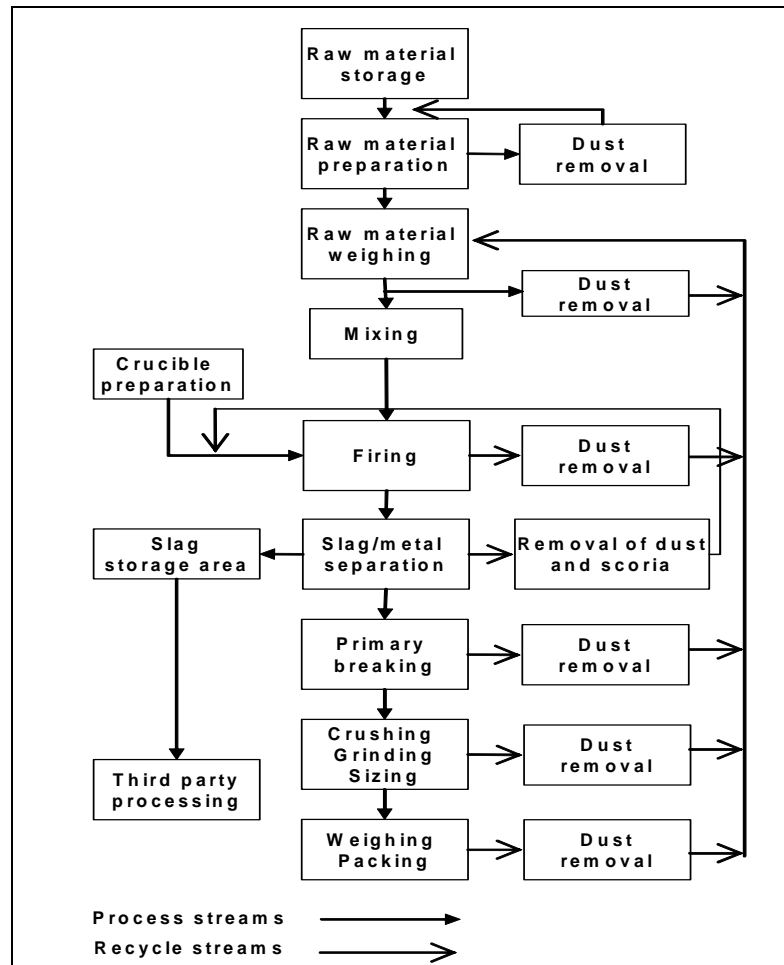 Raw material
storage
Raw material
preparation
Dust
removal
Raw material
weighing
Dust
removal
Mixing
Crucible
preparation
Firing
Dust
removal
Slag
storage area
Slag/metal
separation
Removal of dust
and scoria
Primary
breaking
Dust
removal
Crushing
Grinding
Sizing
Dust
removal
Third party
processing
Weighing
Packing
Dust
removal
Process streams
Recycle streams